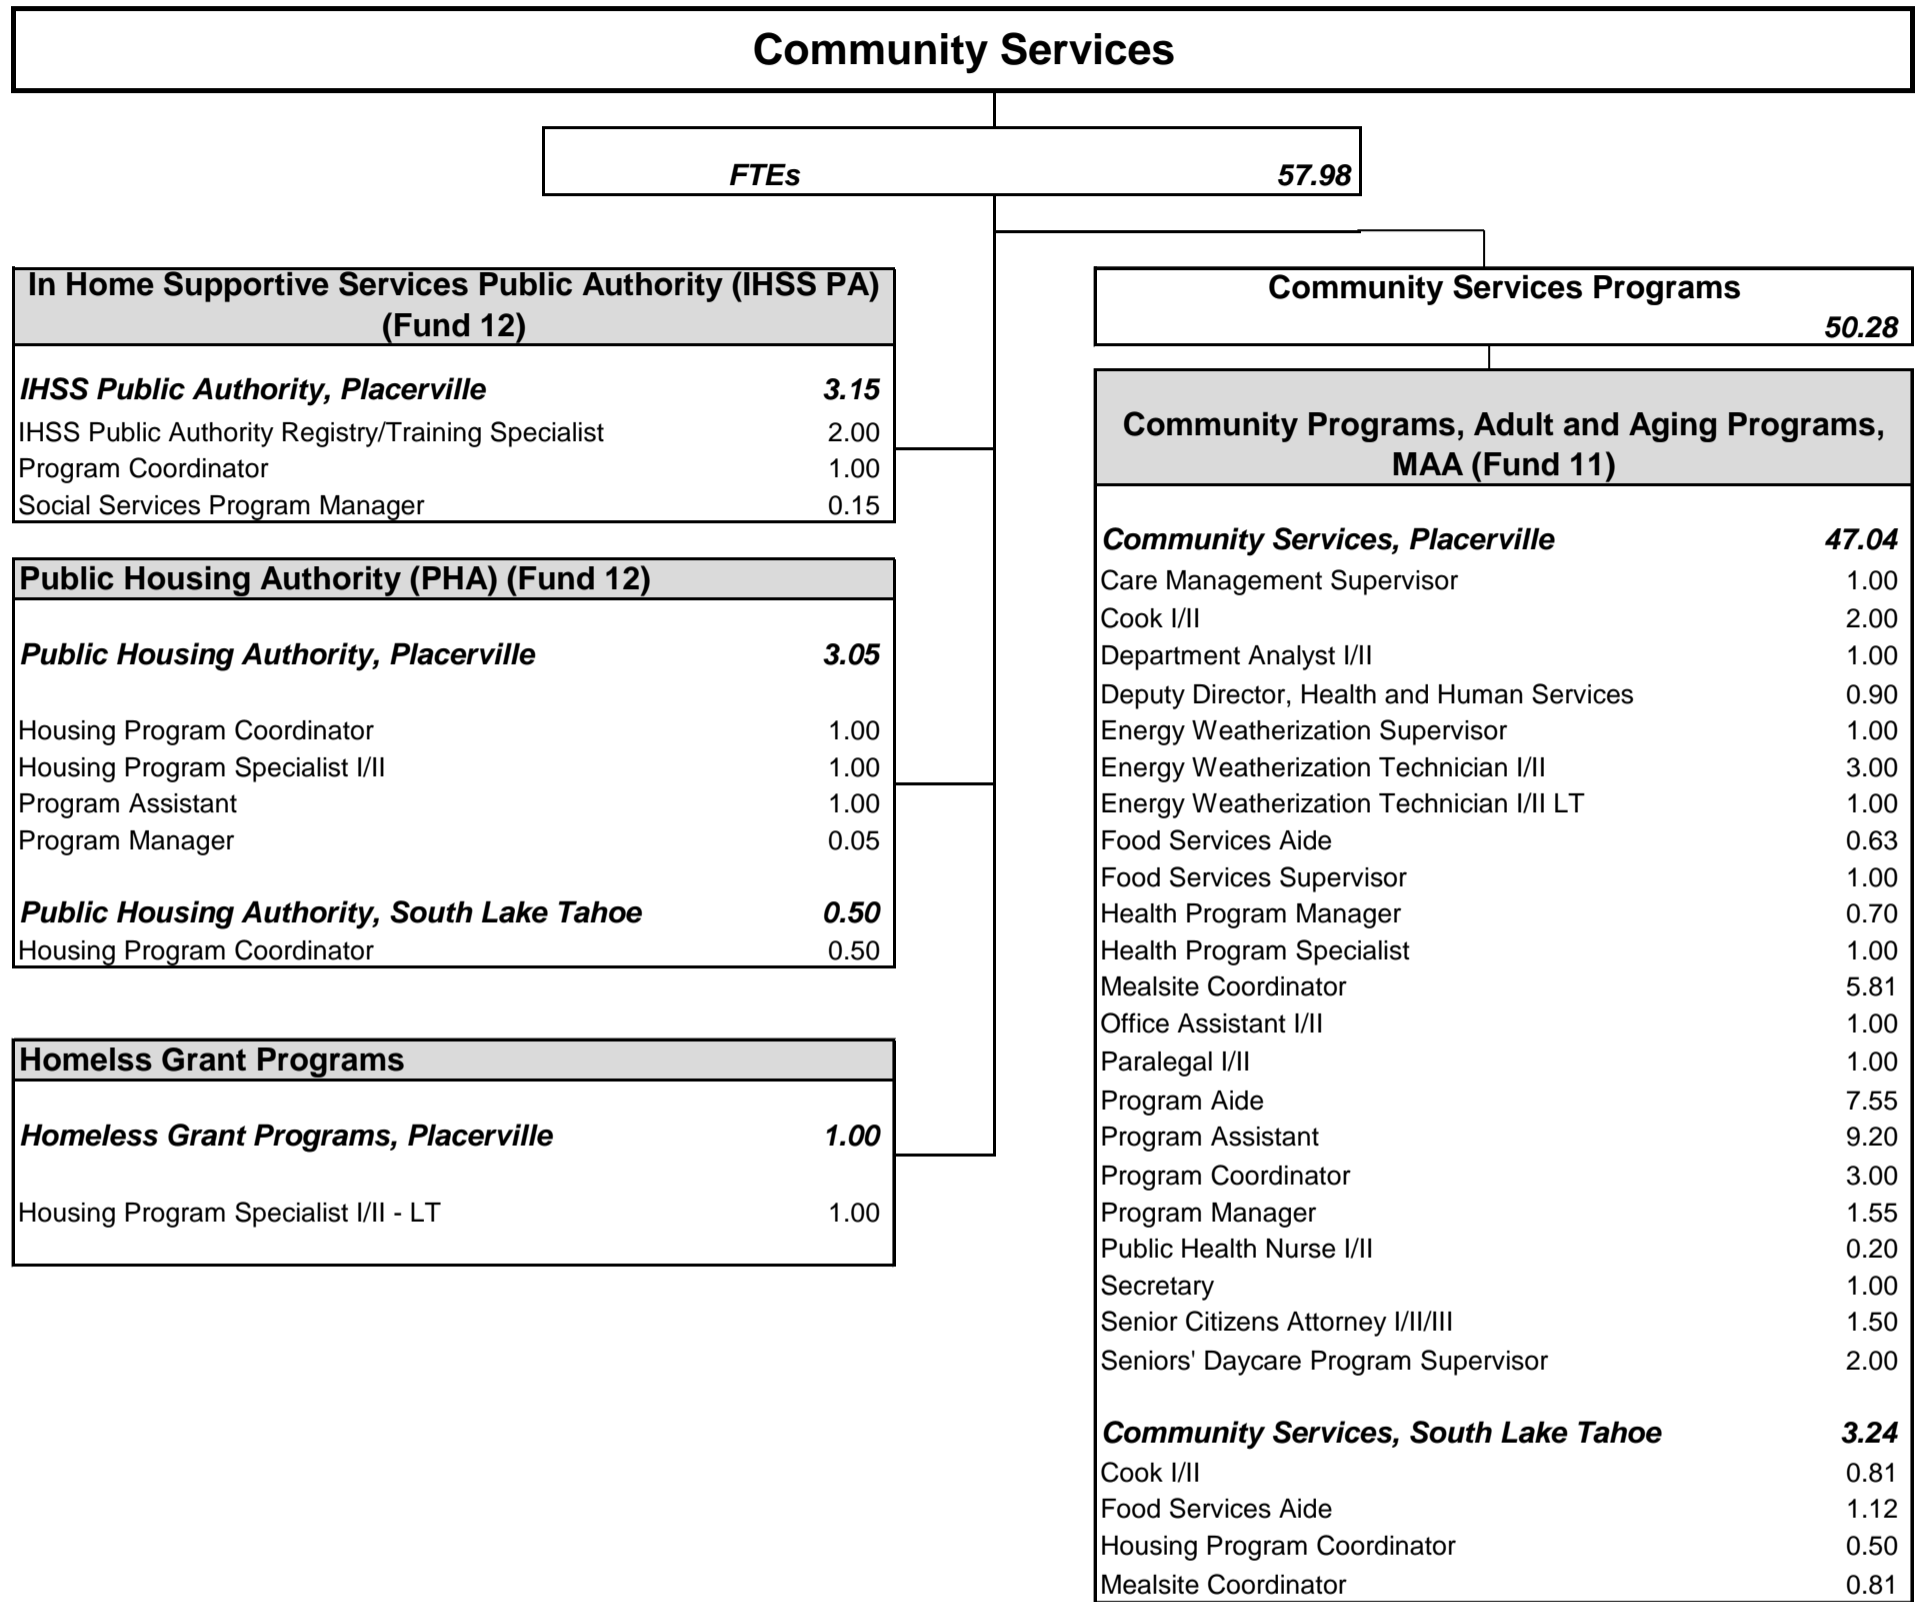 Community Services
FTEs 57.98
In Home Supportive Services Public Authority (IHSS PA)
(Fund 12)
IHSS Public Authority, Placerville 3.15
IHSS Public Authority Registry/Training Specialist 2.00
Program Coordinator 1.00
Social Services Program Manager 0.15
Public Housing Authority (PHA) (Fund 12)
Public Housing Authority, Placerville 3.05
Housing Program Coordinator 1.00
Housing Program Specialist I/II 1.00
Program Assistant 1.00
Program Manager 0.05
Public Housing Authority, South Lake Tahoe 0.50
Housing Program Coordinator 0.50
Homelss Grant Programs
Homeless Grant Programs, Placerville 1.00
Housing Program Specialist I/II - LT 1.00
Community Services Programs
50.28
Community Programs, Adult and Aging Programs,
MAA (Fund 11)
Community Services, Placerville 47.04
Care Management Supervisor 1.00
Cook I/II 2.00
Department Analyst I/II 1.00
Deputy Director, Health and Human Services 0.90
Energy Weatherization Supervisor 1.00
Energy Weatherization Technician I/II 3.00
Energy Weatherization Technician I/II LT 1.00
Food Services Aide 0.63
Food Services Supervisor 1.00
Health Program Manager 0.70
Health Program Specialist 1.00
Mealsite Coordinator 5.81
Office Assistant I/II 1.00
Paralegal I/II 1.00
Program Aide 7.55
Program Assistant 9.20
Program Coordinator 3.00
Program Manager 1.55
Public Health Nurse I/II 0.20
Secretary 1.00
Senior Citizens Attorney I/II/III 1.50
Seniors' Daycare Program Supervisor 2.00
Community Services, South Lake Tahoe 3.24
Cook I/II 0.81
Food Services Aide 1.12
Housing Program Coordinator 0.50
Mealsite Coordinator 0.81